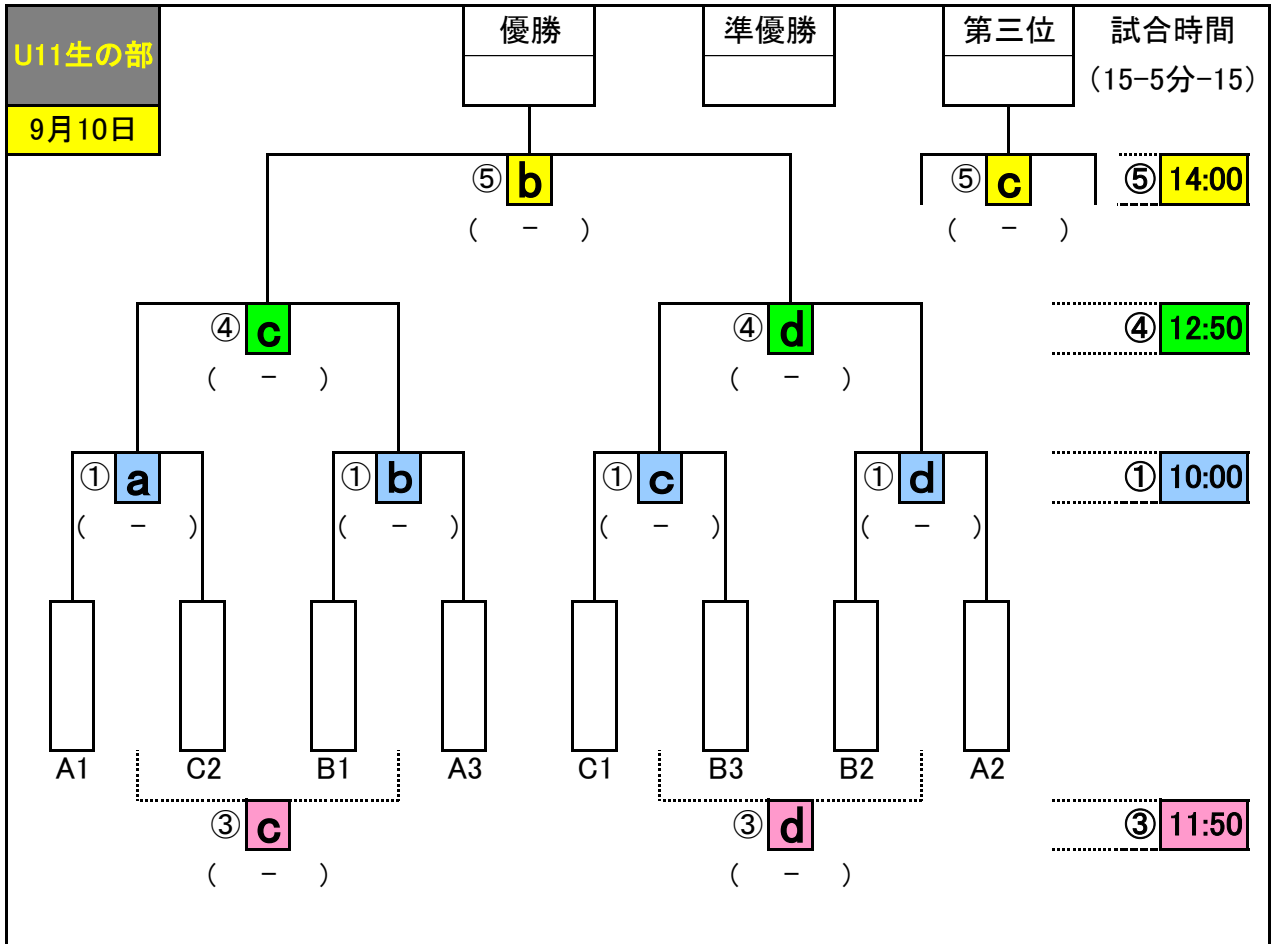 U11生の部
優勝
準優勝
第三位
試合時間
(15-5分-15)
9月10日
⑤ b
⑤ c
⑤ 14:00
( - )
( - )
④ c
④ d
④ 12:50
( - )
( - )
① a
① b
① c
① d
① 10:00
( - )
( - )
( - )
( - )
A1
C2
B1
A3
C1
B3
B2
A2
③ c
③ d
③ 11:50
( - )
( - )